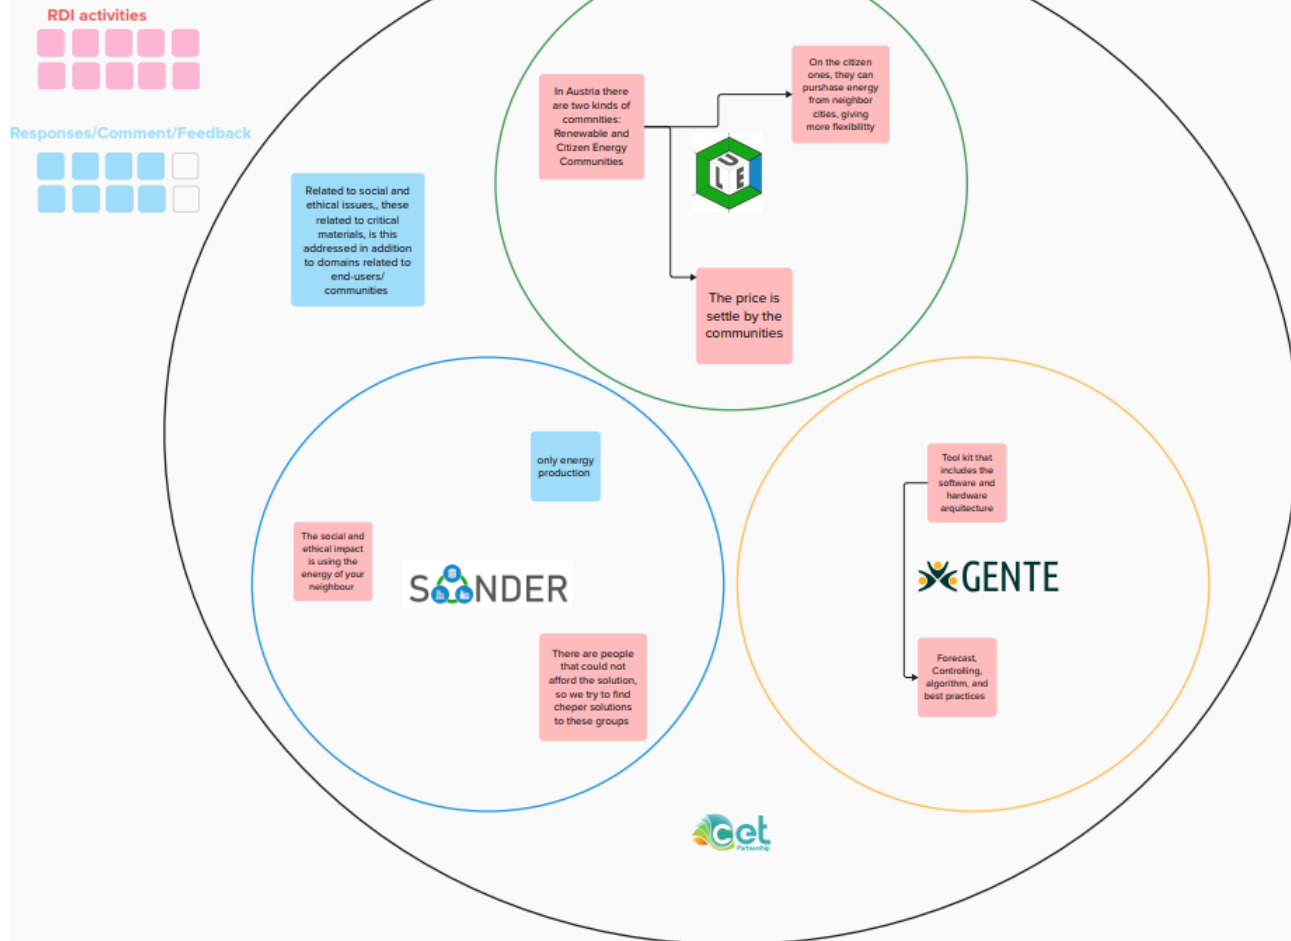 RDI activities
Responses/Comment/Feedback
In Austria there
are two kinds of
commnities:
Renewable and
Citizen Energy
Communities
On the citizen
ones, they can
purshase energy
from neighbor
cities, giving
more flexibilitty
U
L E
The price is
settle by the
communities
Related to social and
ethical issues,, these
related to critical
materials, is this
addressed in addition
to domains related to
end-users/
communities
only energy
production
The social and
ethical impact
is using the
energy of your
neighbour
SONDER
There are people
that could not
afford the solution,
so we try to find
cheper solutions
to these groups
Tool kit that
includes the
software and
hardware
arquitecture
GENTE
Forecast,
Controlling,
algorithm, and
best practices
cet
Partnership